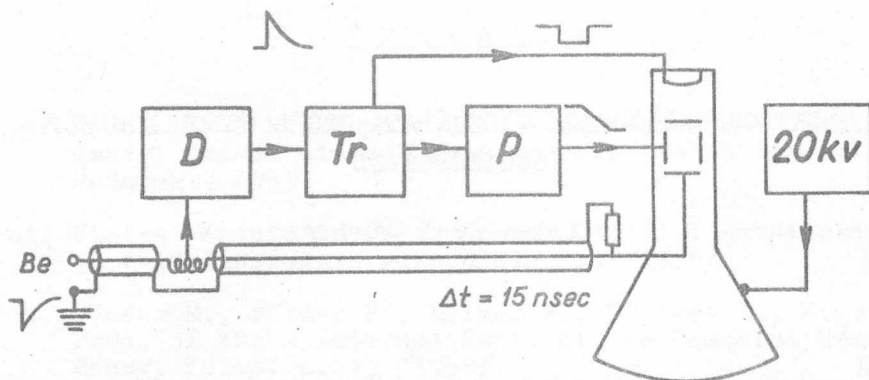 D
Tr
P
20kv
Be
Δt = 15 nsec